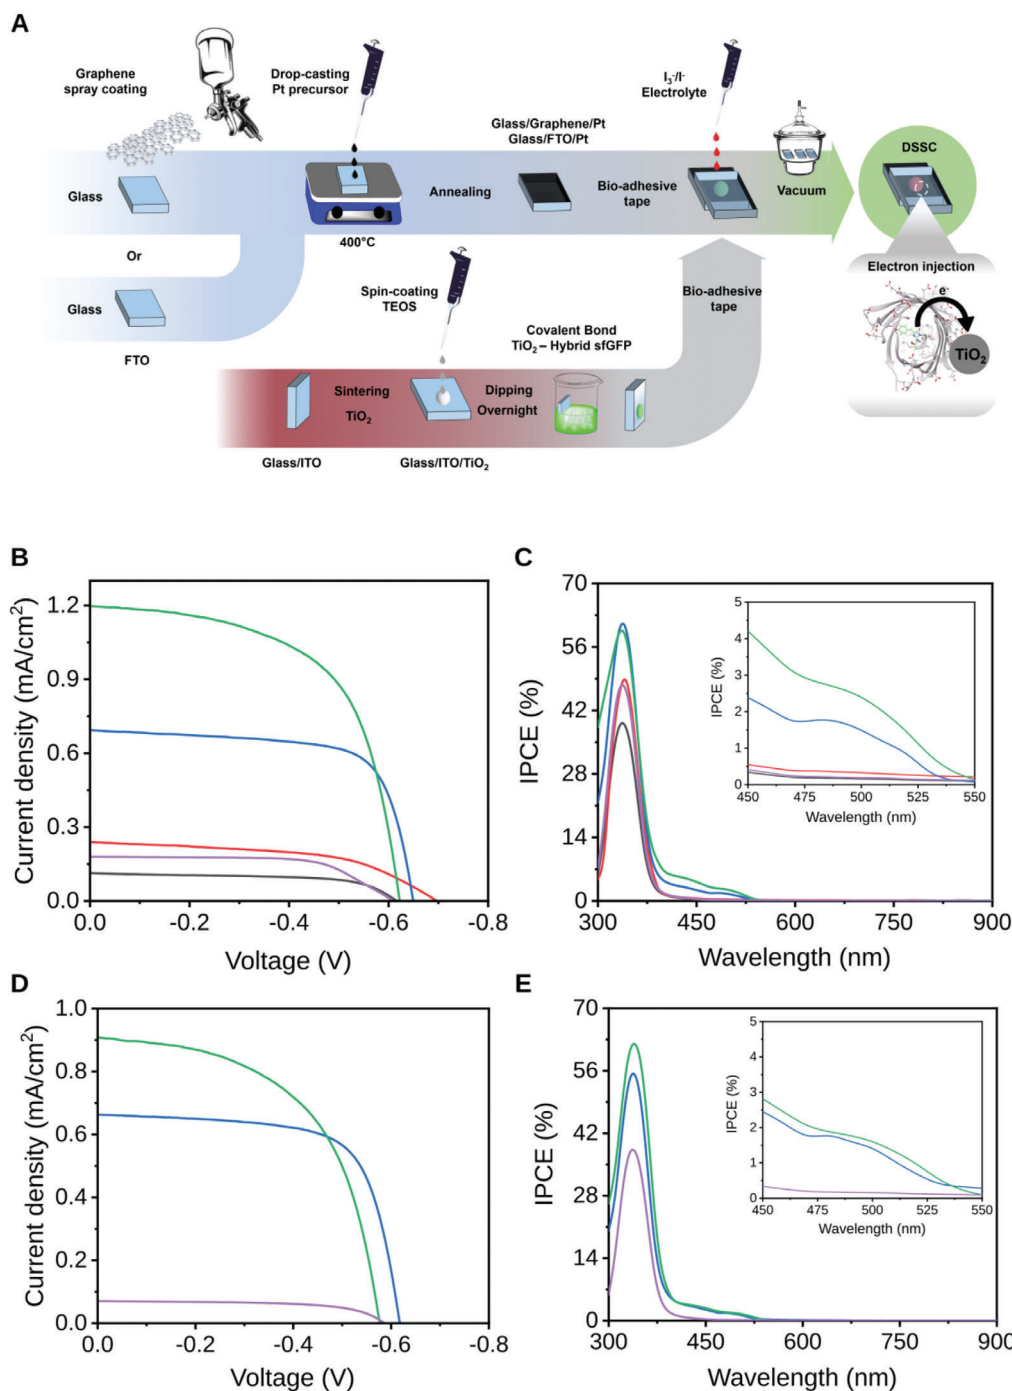 A
Graphene
spray coating
Drop-casting
Pt precursor
I₃⁻/I⁻
Electrolyte
Glass/Graphene/Pt
Glass/FTO/Pt
DSSC
Glass
Annealing
Bio-adhesive
tape
Vacuum
Or
400°C
Electron injection
Glass
Spin-coating
TEOS
Bio-adhesive
tape
e⁻
Covalent Bond
TiO₂ – Hybrid sfGFP
TiO₂
FTO
Sintering
TiO₂
Dipping
Overnight
Glass/ITO
Glass/ITO/TiO₂
B
Current density (mA/cm²)
1.2
0.9
0.6
0.3
0.0
0.0 -0.2 -0.4 -0.6 -0.8
Voltage (V)
C
IPCE (%)
70
56
42
28
14
0
300 450 600 750 900
Wavelength (nm)
IPCE (%)
5
4
3
2
1
0
450 475 500 525 550
Wavelength (nm)
D
Current density (mA/cm²)
1.0
0.8
0.6
0.4
0.2
0.0
0.0 -0.2 -0.4 -0.6 -0.8
Voltage (V)
E
IPCE (%)
70
56
42
28
14
0
300 450 600 750 900
Wavelength (nm)
IPCE (%)
5
4
3
2
1
0
450 475 500 525 550
Wavelength (nm)